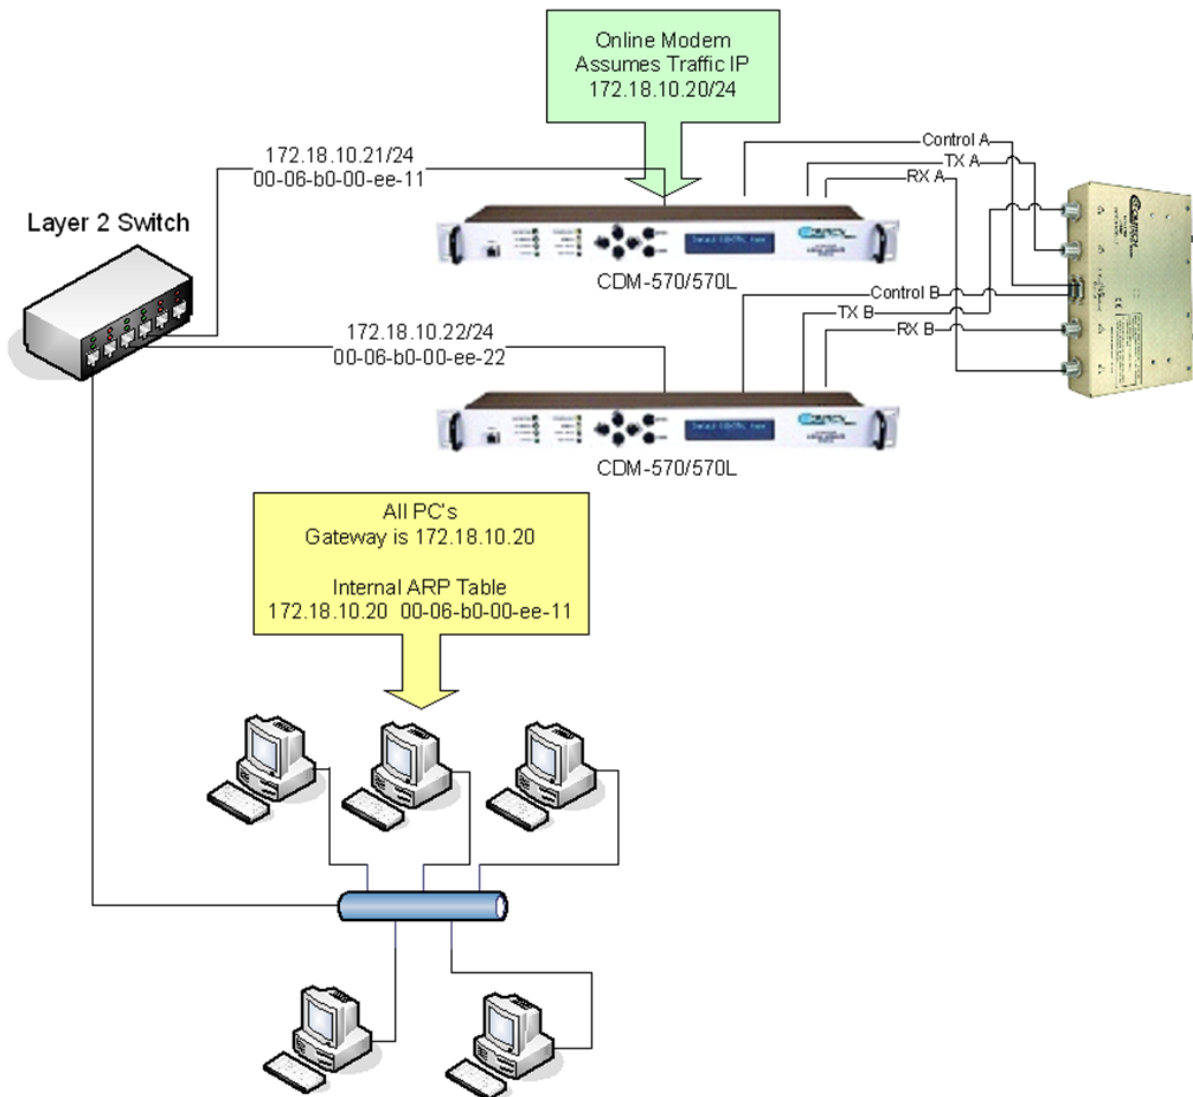 Online Modem
Assumes Traffic IP
172.18.10.20/24
Control A
TX A
RX A
172.18.10.21/24
00-06-b0-00-ee-11
Layer 2 Switch
CDM-570/570L
Control B
TX B
RX B
172.18.10.22/24
00-06-b0-00-ee-22
CDM-570/570L
All PC's
Gateway is 172.18.10.20
Internal ARP Table
172.18.10.20 00-06-b0-00-ee-11